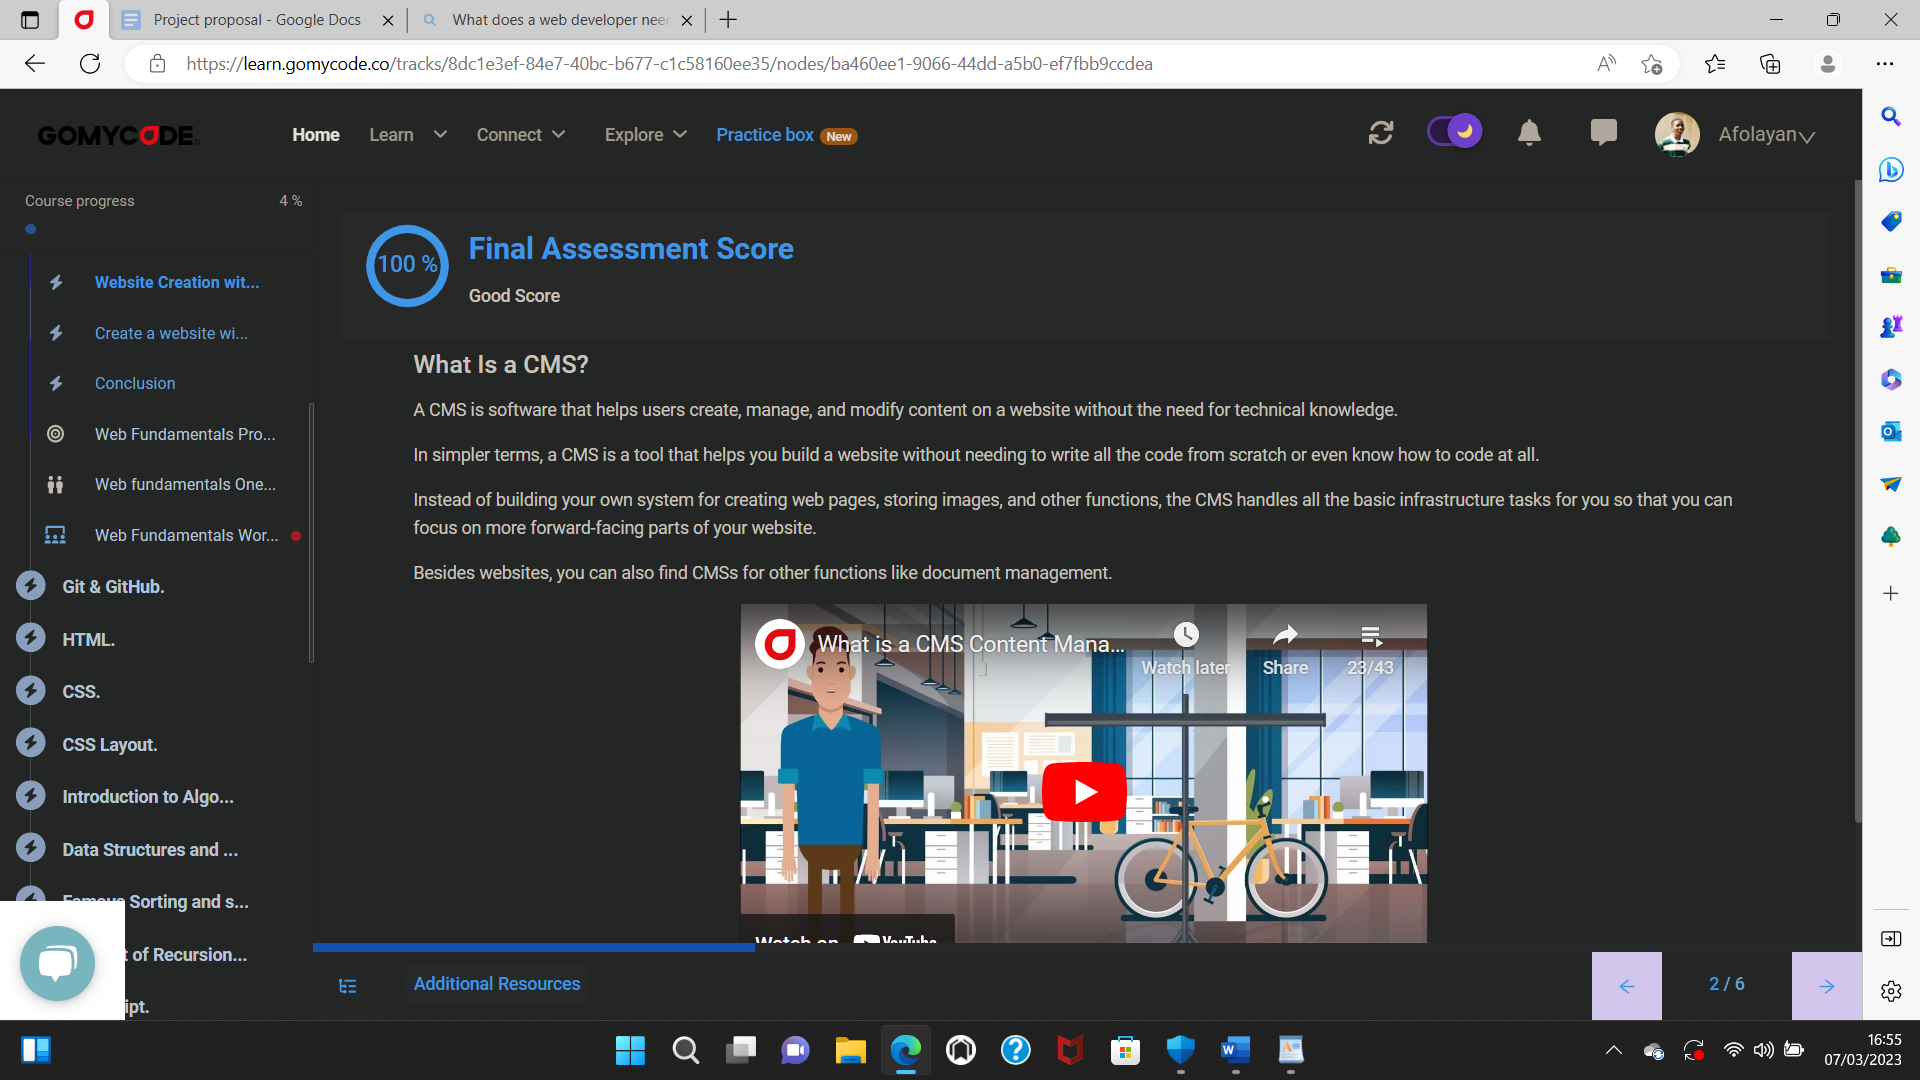 Project proposal - Google Docs
What does a web developer nee
https://learn.gomycode.co/tracks/8dc1e3ef-84e7-40bc-b677-c1c58160ee35/nodes/ba460ee1-9066-44dd-a5b0-ef7fbb9ccdea
GOMYCODE
Home
Learn
Connect
Explore
Practice box New
Afolayan
Course progress
4 %
Website Creation wit...
Create a website wi...
Conclusion
Web Fundamentals Pro...
Web fundamentals One...
Web Fundamentals Wor...
Git & GitHub.
HTML.
CSS.
CSS Layout.
Introduction to Algo...
Data Structures and ...
Famous Sorting and s...
t of Recursion...
ipt.
100 %
Final Assessment Score
Good Score
What Is a CMS?
A CMS is software that helps users create, manage, and modify content on a website without the need for technical knowledge.
In simpler terms, a CMS is a tool that helps you build a website without needing to write all the code from scratch or even know how to code at all.
Instead of building your own system for creating web pages, storing images, and other functions, the CMS handles all the basic infrastructure tasks for you so that you can
focus on more forward-facing parts of your website.
Besides websites, you can also find CMSs for other functions like document management.
What is a CMS Content Mana...
Watch later
Share
23/43
Watch on YouTube
Additional Resources
2 / 6
16:55
07/03/2023